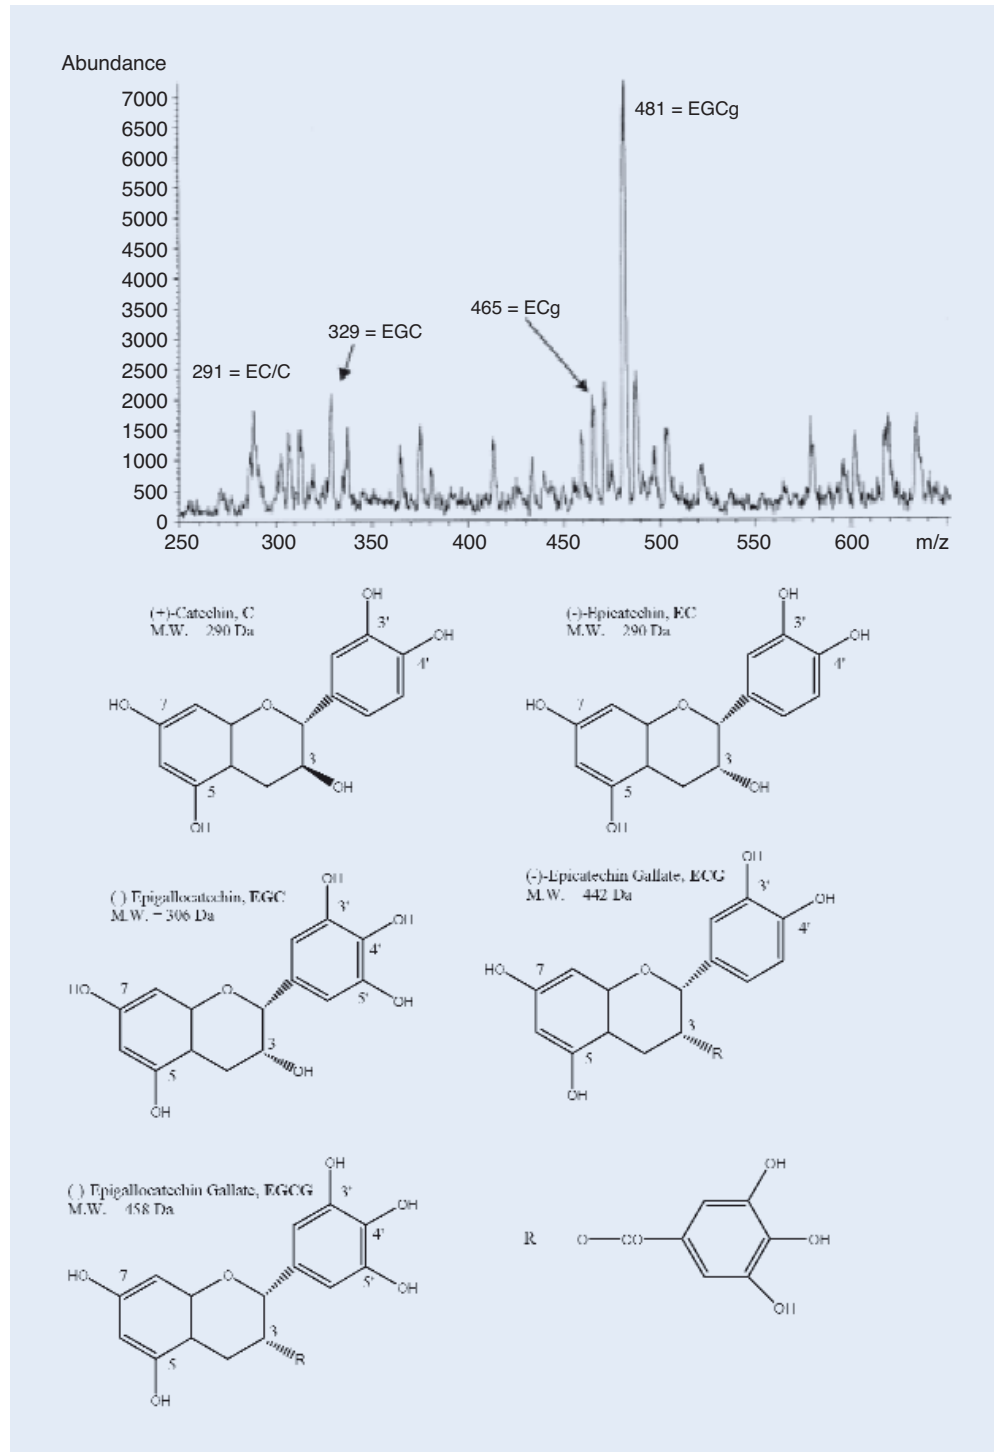 Abundance
7000
6500
6000
5500
5000
4500
4000
3500
3000
2500
2000
1500
1000
500
0
481 = EGCg
465 = ECg
329 = EGC
291 = EC/C
250 300 350 400 450 500 550 600 m/z
(+)-Catechin, C
M.W. 290 Da
OH
3'
OH
4'
HO
7
O
3
OH
5
OH
(-)-Epicatechin, EC
M.W. 290 Da
OH
3'
OH
4'
HO
7
O
3
OH
5
OH
( ) Epigallocatechin, EGC
M.W. = 306 Da
OH
3'
OH
4'
5'
OH
HO
7
O
3
OH
5
OH
(-)-Epicatechin Gallate, ECG
M.W. 442 Da
OH
3'
OH
4'
HO
7
O
3
R
5
OH
( ) Epigallocatechin Gallate, EGCG
M.W. 458 Da
OH
3'
OH
4'
5'
OH
HO
7
O
3
R
5
OH
R
O
CO
OH
OH
OH